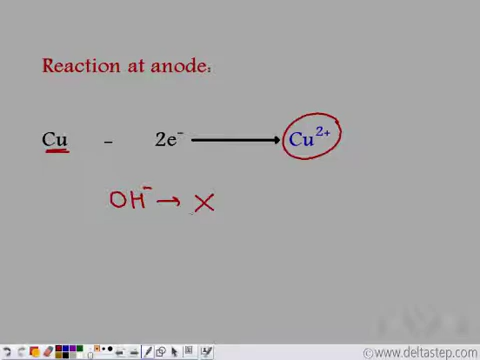 Reaction at anode:
Cu - 2e⁻ ⟶ Cu²⁺
OH⁻ → X
©www.deltastep.com